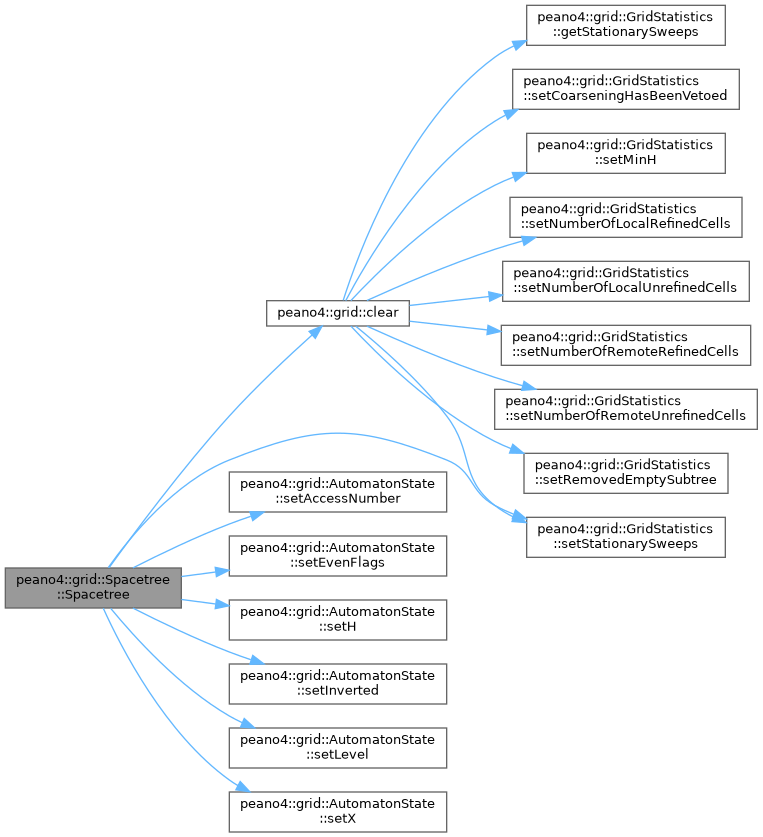 peano4::grid::GridStatistics
::getStationarySweeps
peano4::grid::GridStatistics
::setCoarseningHasBeenVetoed
peano4::grid::GridStatistics
::setMinH
peano4::grid::GridStatistics
::setNumberOfLocalRefinedCells
peano4::grid::GridStatistics
::setNumberOfLocalUnrefinedCells
peano4::grid::clear
peano4::grid::GridStatistics
::setNumberOfRemoteRefinedCells
peano4::grid::GridStatistics
::setNumberOfRemoteUnrefinedCells
peano4::grid::GridStatistics
::setRemovedEmptySubtree
peano4::grid::GridStatistics
::setStationarySweeps
peano4::grid::AutomatonState
::setAccessNumber
peano4::grid::AutomatonState
::setEvenFlags
peano4::grid::Spacetree
::Spacetree
peano4::grid::AutomatonState
::setH
peano4::grid::AutomatonState
::setInverted
peano4::grid::AutomatonState
::setLevel
peano4::grid::AutomatonState
::setX